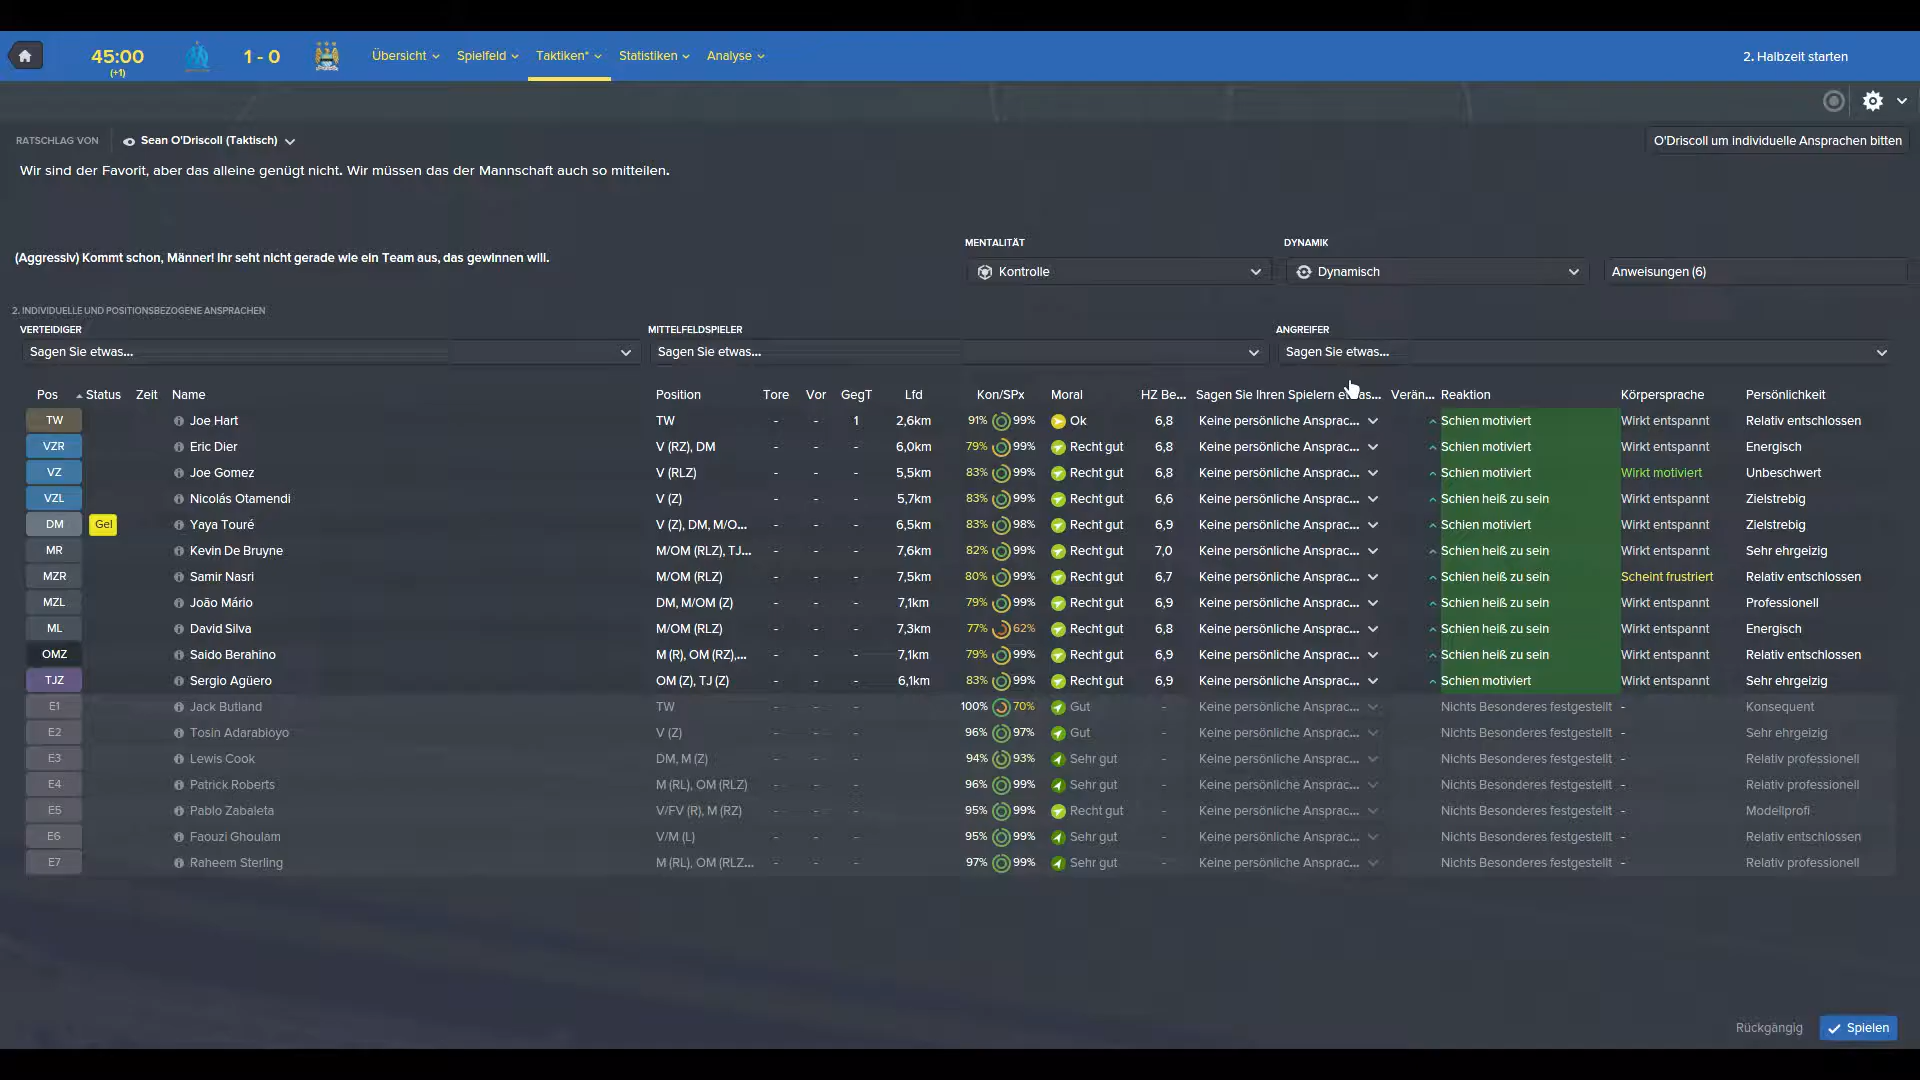 45:00 (+1) 1 - 0 Übersicht Spielfeld Taktiken* Statistiken Analyse 2. Halbzeit starten
RATSCHLAG VON Sean O'Driscoll (Taktisch) O'Driscoll um individuelle Ansprachen bitten
Wir sind der Favorit, aber das alleine genügt nicht. Wir müssen das der Mannschaft auch so mitteilen.
MENTALITÄT DYNAMIK
(Aggressiv) Kommt schon, Männer! Ihr seht nicht gerade wie ein Team aus, das gewinnen will.
Kontrolle Dynamisch Anweisungen (6)
2. INDIVIDUELLE UND POSITIONSBEZOGENE ANSPRACHEN
VERTEIDIGER MITTELFELDSPIELER ANGREIFER
Sagen Sie etwas... Sagen Sie etwas... Sagen Sie etwas...
Pos Status Zeit Name Position Tore Vor GegT Lfd Kon/SPx Moral HZ Be... Sagen Sie Ihren Spielern etwas... Verän... Reaktion Körpersprache Persönlichkeit
TW Joe Hart TW - - 1 2,6km 91% 99% Ok 6,8 Keine persönliche Ansprac... Schien motiviert Wirkt entspannt Relativ entschlossen
VZR Eric Dier V (RZ), DM - - - 6,0km 79% 99% Recht gut 6,8 Keine persönliche Ansprac... Schien motiviert Wirkt entspannt Energisch
VZ Joe Gomez V (RLZ) - - - 5,5km 83% 99% Recht gut 6,8 Keine persönliche Ansprac... Schien motiviert Wirkt motiviert Unbeschwert
VZL Nicolás Otamendi V (Z) - - - 5,7km 83% 99% Recht gut 6,6 Keine persönliche Ansprac... Schien heiß zu sein Wirkt entspannt Zielstrebig
DM Gel Yaya Touré V (Z), DM, M/O... - - - 6,5km 83% 98% Recht gut 6,9 Keine persönliche Ansprac... Schien motiviert Wirkt entspannt Zielstrebig
MR Kevin De Bruyne M/OM (RLZ), TJ... - - - 7,6km 82% 99% Recht gut 7,0 Keine persönliche Ansprac... Schien heiß zu sein Wirkt entspannt Sehr ehrgeizig
MZR Samir Nasri M/OM (RLZ) - - - 7,5km 80% 99% Recht gut 6,7 Keine persönliche Ansprac... Schien heiß zu sein Scheint frustriert Relativ entschlossen
MZL João Mário DM, M/OM (Z) - - - 7,1km 79% 99% Recht gut 6,9 Keine persönliche Ansprac... Schien heiß zu sein Wirkt entspannt Professionell
ML David Silva M/OM (RLZ) - - - 7,3km 77% 62% Recht gut 6,8 Keine persönliche Ansprac... Schien heiß zu sein Wirkt entspannt Energisch
OMZ Saido Berahino M (R), OM (RZ),... - - - 7,1km 79% 99% Recht gut 6,9 Keine persönliche Ansprac... Schien heiß zu sein Wirkt entspannt Relativ entschlossen
TJZ Sergio Agüero OM (Z), TJ (Z) - - - 6,1km 83% 99% Recht gut 6,9 Keine persönliche Ansprac... Schien motiviert Wirkt entspannt Sehr ehrgeizig
E1 Jack Butland TW - - - 100% 70% Gut - Keine persönliche Ansprac... Nichts Besonderes festgestellt - Konsequent
E2 Tosin Adarabioyo V (Z) - - - 96% 97% Gut - Keine persönliche Ansprac... Nichts Besonderes festgestellt - Sehr ehrgeizig
E3 Lewis Cook DM, M (Z) - - - 94% 93% Sehr gut - Keine persönliche Ansprac... Nichts Besonderes festgestellt - Relativ professionell
E4 Patrick Roberts M (RL), OM (RLZ) - - - 96% 99% Sehr gut - Keine persönliche Ansprac... Nichts Besonderes festgestellt - Relativ professionell
E5 Pablo Zabaleta V/FV (R), M (RZ) - - - 95% 99% Recht gut - Keine persönliche Ansprac... Nichts Besonderes festgestellt - Modellprofi
E6 Faouzi Ghoulam V/M (L) - - - 95% 99% Sehr gut - Keine persönliche Ansprac... Nichts Besonderes festgestellt - Relativ entschlossen
E7 Raheem Sterling M (RL), OM (RLZ... - - - 97% 99% Sehr gut - Keine persönliche Ansprac... Nichts Besonderes festgestellt - Relativ professionell
Rückgängig Spielen